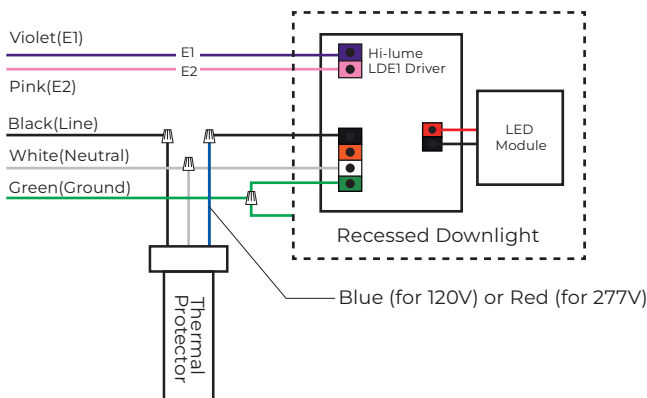 Violet(E1)
E1
E2
Pink(E2)
Hi-lume
LDE1 Driver
Black(Line)
White(Neutral)
Green(Ground)
LED
Module
Recessed Downlight
Blue (for 120V) or Red (for 277V)
Thermal
Protector